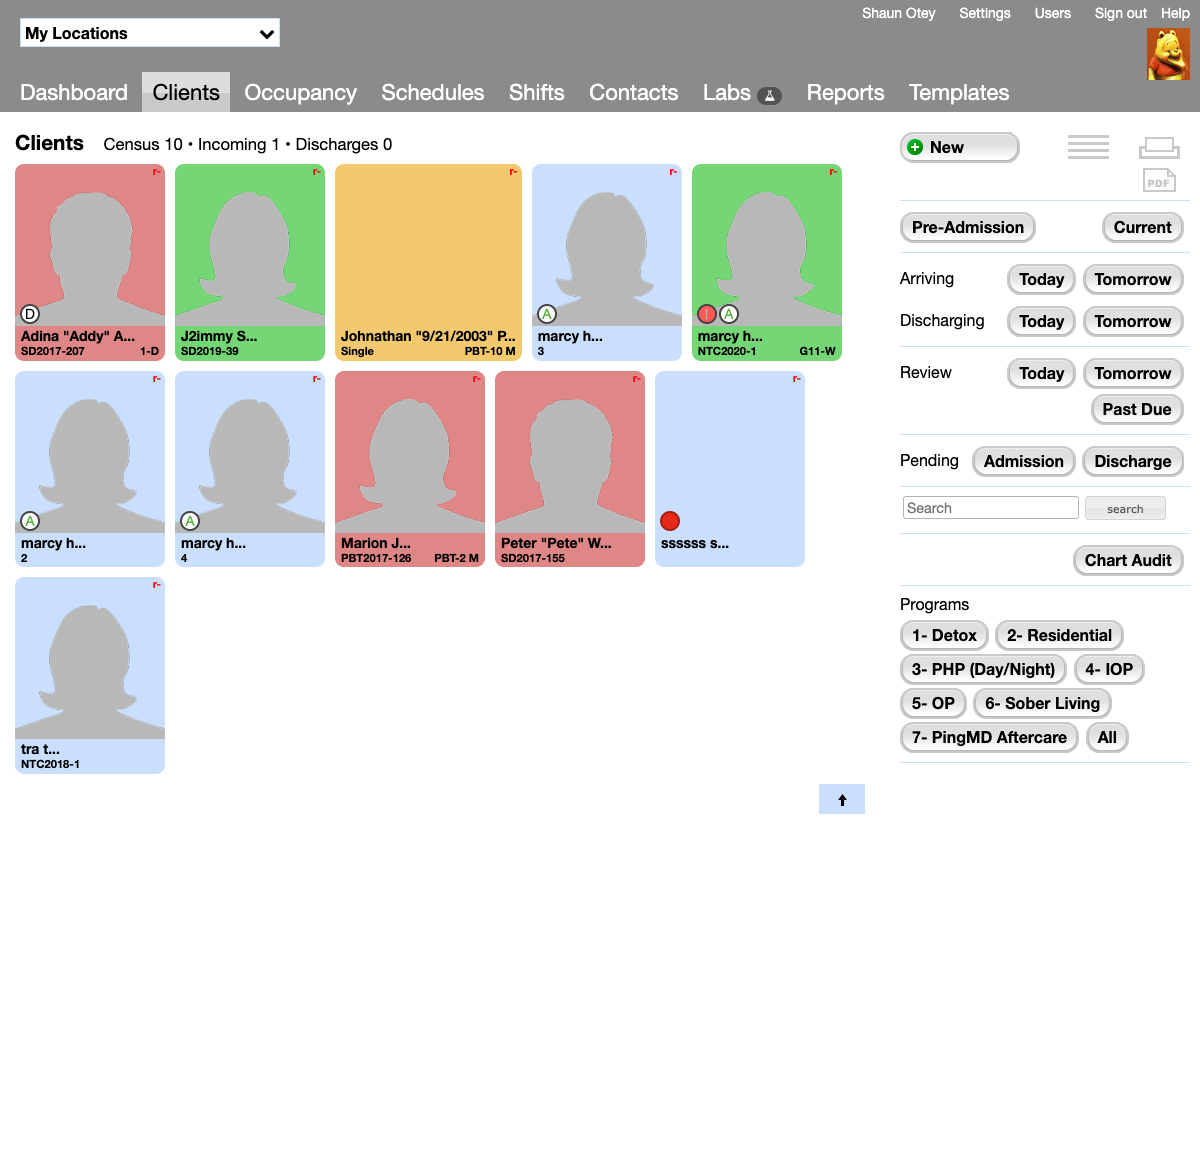 Shaun Otey Settings Users Sign out Help
My Locations
Dashboard Clients Occupancy Schedules Shifts Contacts Labs Reports Templates
Clients Census 10 • Incoming 1 • Discharges 0
r- r- r- r- r-
D A ! A
Adina "Addy" A... J2immy S... Johnathan "9/21/2003" P... marcy h... marcy h...
SD2017-207 1-D SD2019-39 Single PBT-10 M 3 NTC2020-1 G11-W
r- r- r- r- r-
A A
marcy h... marcy h... Marion J... Peter "Pete" W... ssssss s...
2 4 PBT2017-126 PBT-2 M SD2017-155
r-
tra t...
NTC2018-1
New
PDF
Pre-Admission Current
Arriving Today Tomorrow
Discharging Today Tomorrow
Review Today Tomorrow
Past Due
Pending Admission Discharge
Search search
Chart Audit
Programs
1- Detox 2- Residential
3- PHP (Day/Night) 4- IOP
5- OP 6- Sober Living
7- PingMD Aftercare All